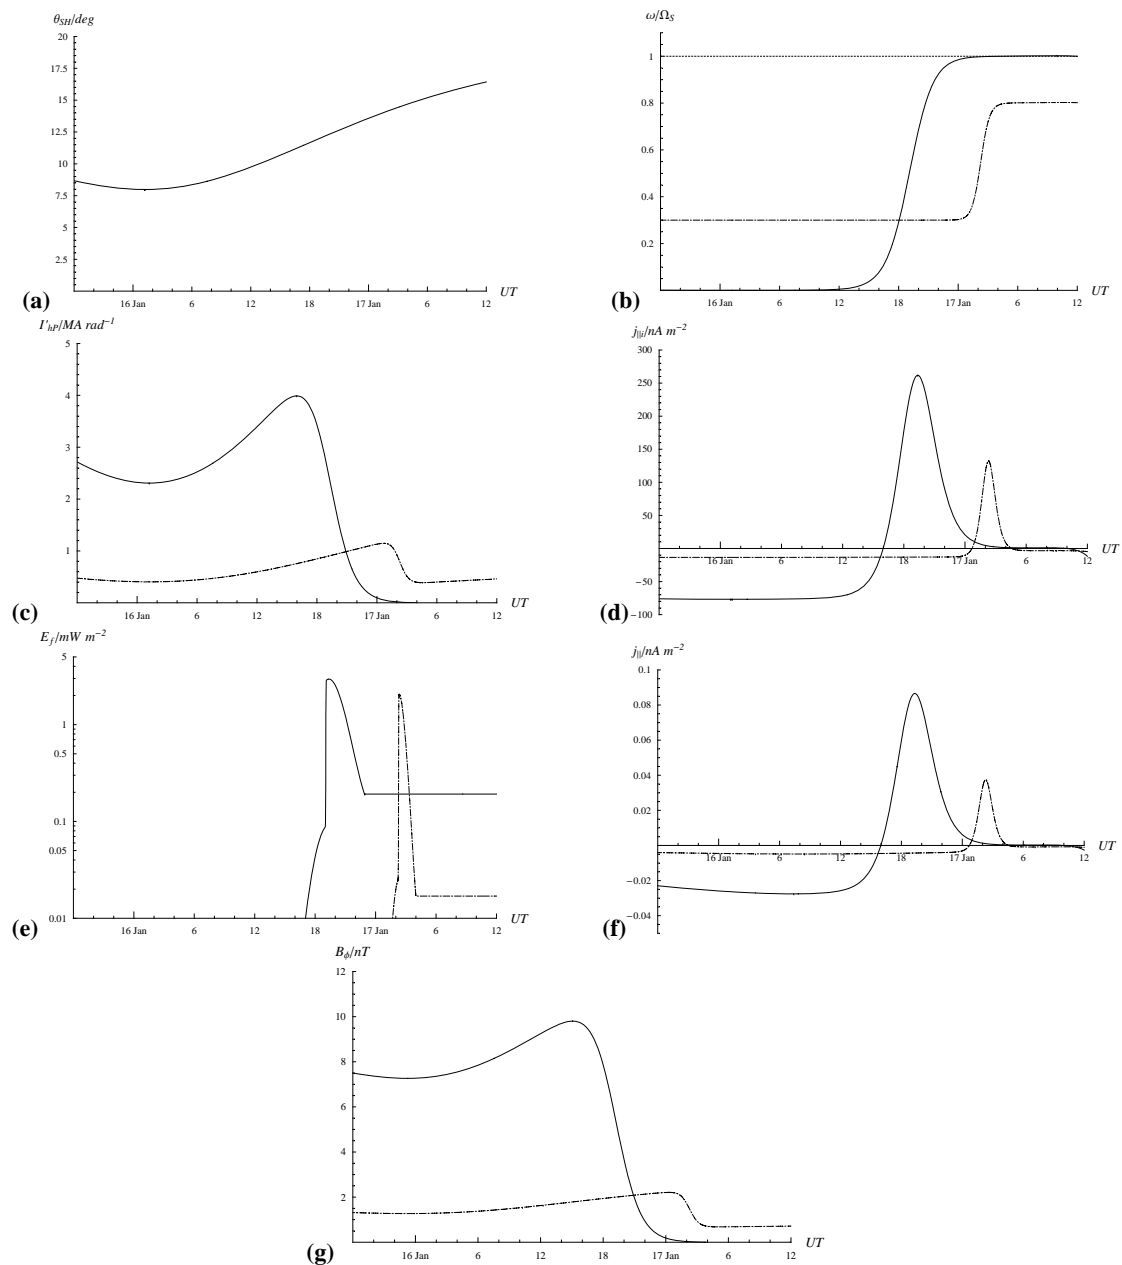 θSH/deg
20
17.5
15
12.5
10
7.5
5
2.5
16 Jan 6 12 18 17 Jan 6 12 UT
(a)
ω/ΩS
1
0.8
0.6
0.4
0.2
16 Jan 6 12 18 17 Jan 6 12 UT
(b)
I'hP/MA rad⁻¹
5
4
3
2
1
16 Jan 6 12 18 17 Jan 6 12 UT
(c)
j||i/nA m⁻²
300
250
200
150
100
50
−50
−100
16 Jan 6 12 18 17 Jan 6 12 UT
(d)
Ef/mW m⁻²
5
1
0.5
0.1
0.05
0.01
16 Jan 6 12 18 17 Jan 6 12 UT
(e)
j||/nA m⁻²
0.1
0.08
0.06
0.04
0.02
−0.02
−0.04
16 Jan 6 12 18 17 Jan 6 12 UT
(f)
Bϕ/nT
12
10
8
6
4
2
16 Jan 6 12 18 17 Jan 6 12 UT
(g)